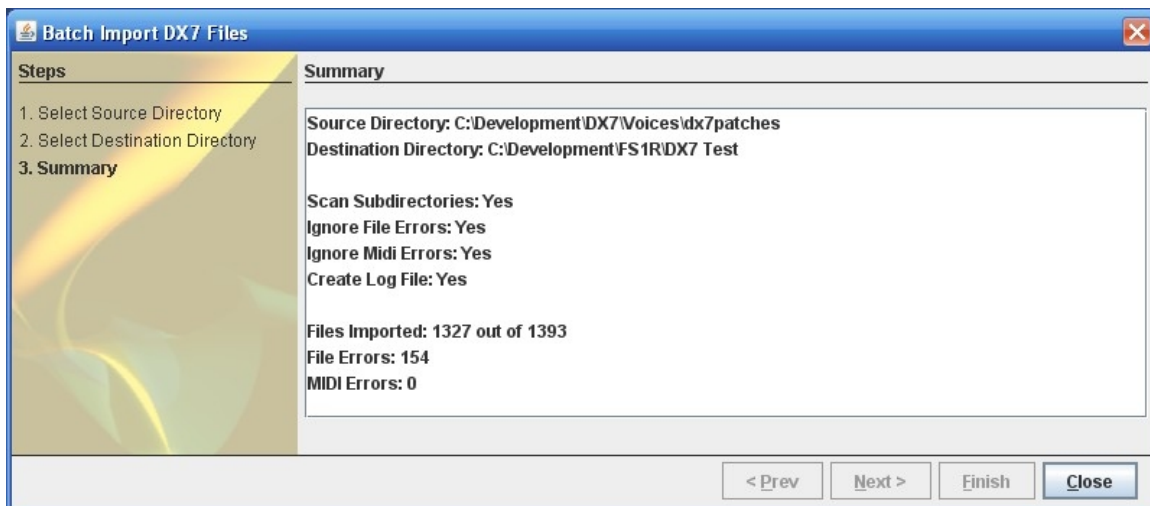 Batch Import DX7 Files
Steps
1. Select Source Directory
2. Select Destination Directory
3. Summary
Summary
Source Directory: C:\Development\DX7\Voices\dx7patches
Destination Directory: C:\Development\FS1R\DX7 Test
Scan Subdirectories: Yes
Ignore File Errors: Yes
Ignore Midi Errors: Yes
Create Log File: Yes
Files Imported: 1327 out of 1393
File Errors: 154
MIDI Errors: 0
< Prev
Next >
Finish
Close